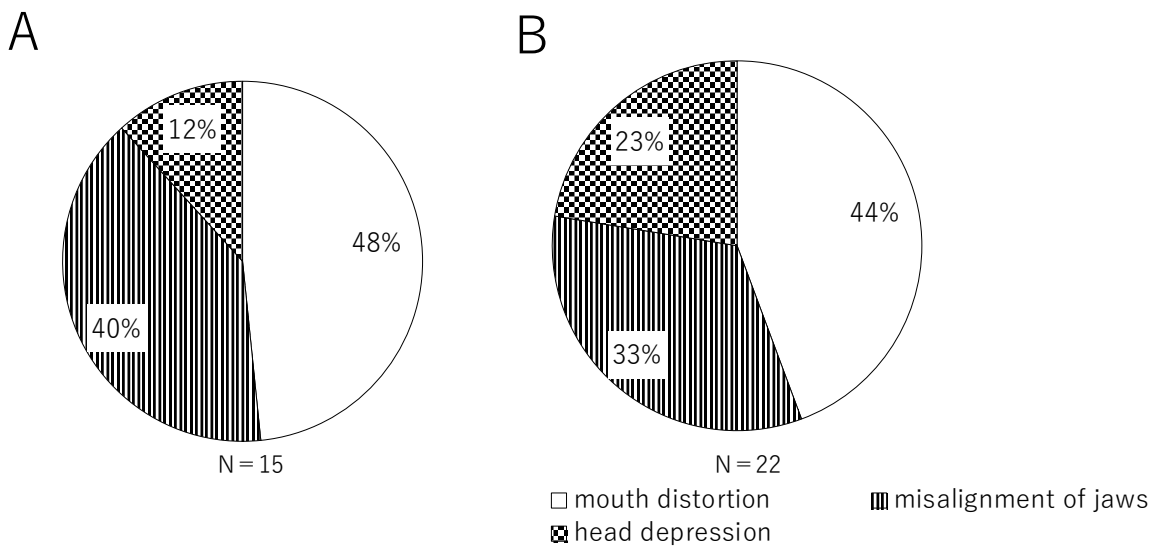 A
12%
48%
40%
N=15
B
23%
44%
33%
N=22
mouth distortion
misalignment of jaws
head depression